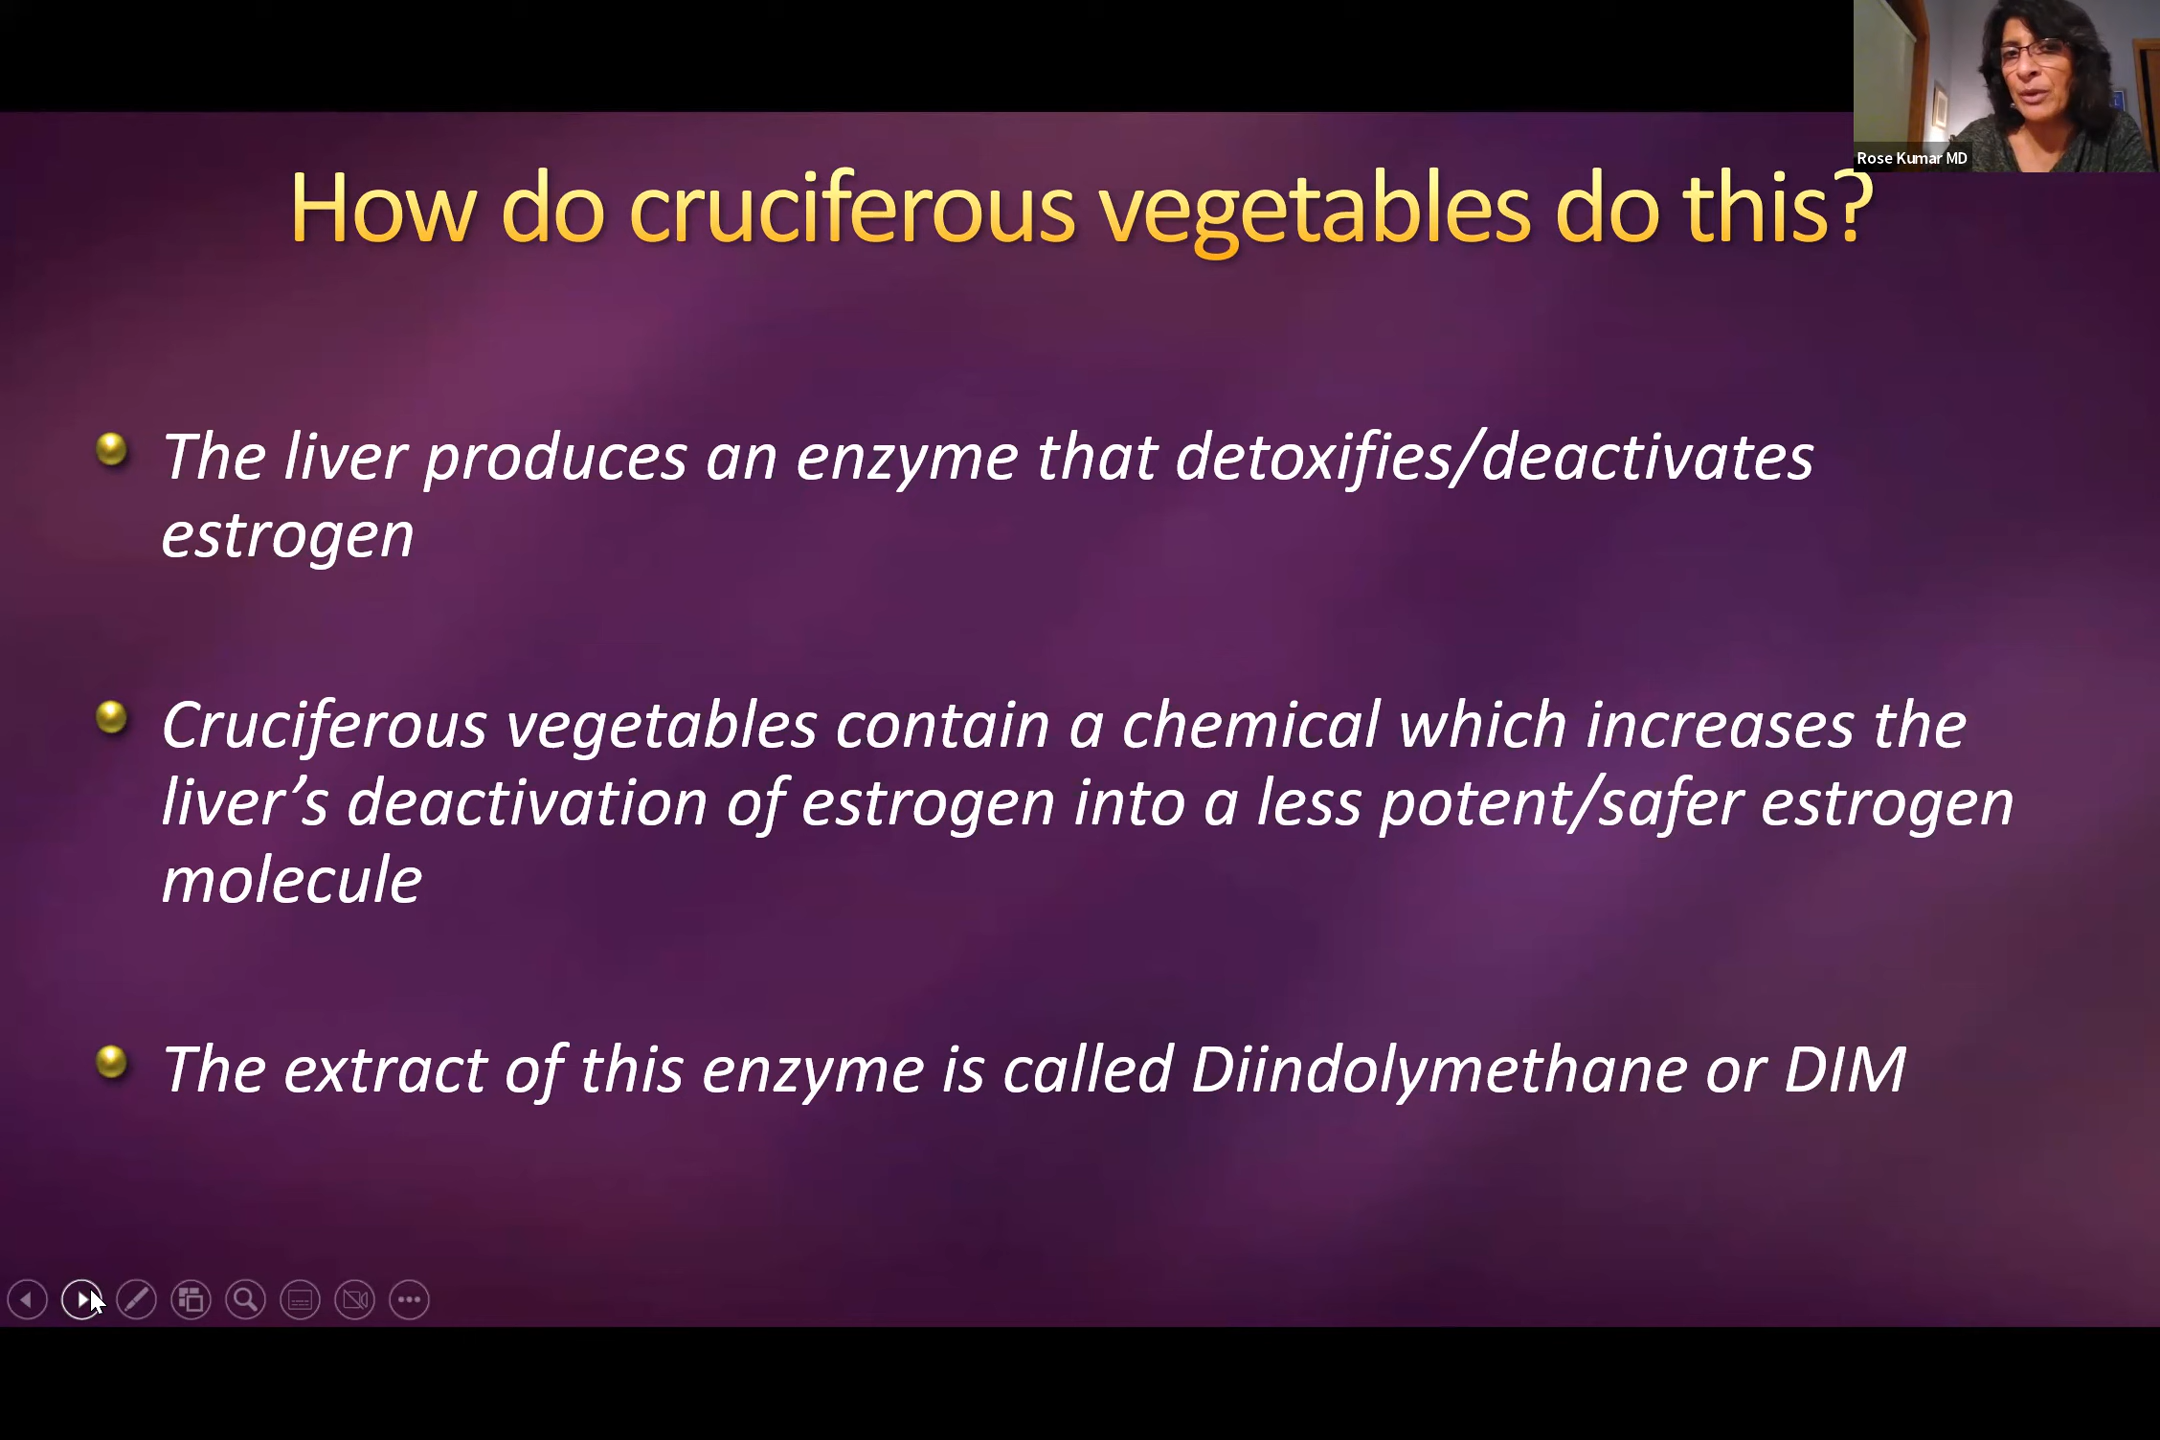 Rose Kumar MD
How do cruciferous vegetables do this?
The liver produces an enzyme that detoxifies/deactivates
estrogen
Cruciferous vegetables contain a chemical which increases the
liver’s deactivation of estrogen into a less potent/safer estrogen
molecule
The extract of this enzyme is called Diindolymethane or DIM